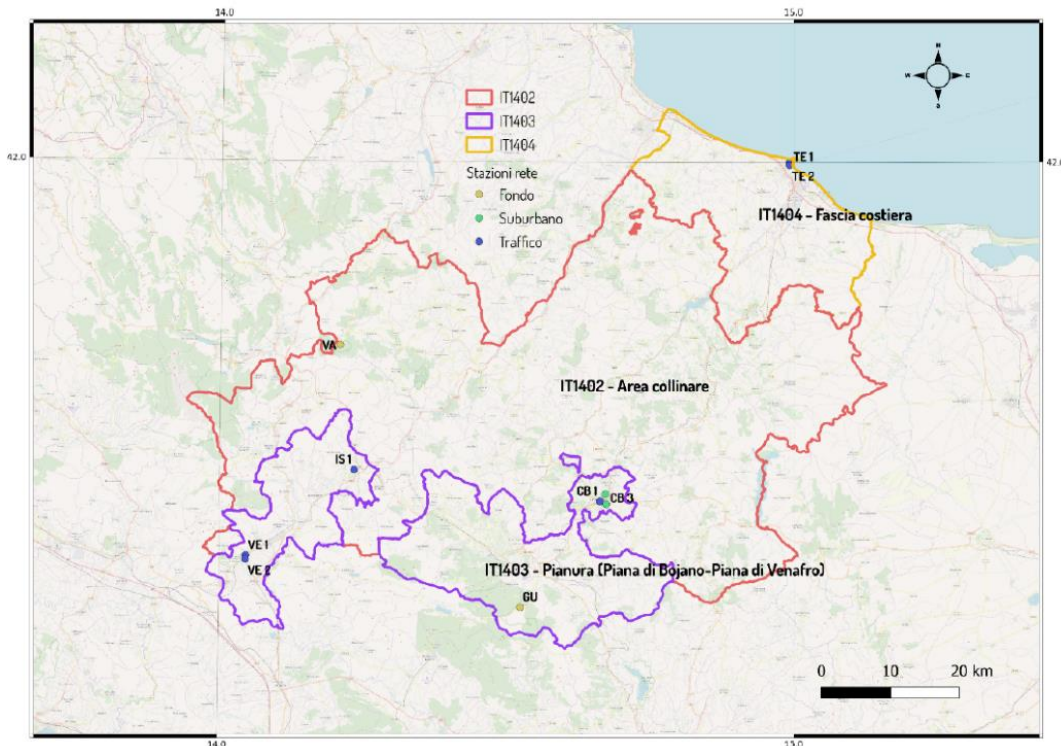 14.0
15.0
N
W
E
S
IT1402
IT1403
IT1404
Stazioni rete
Fondo
Suburbano
Traffico
42.0
42.0
TE 1
TE 2
IT1404 - Fascia costiera
VA
IT1402 - Area collinare
IS 1
CB 1
CB 3
VE 1
VE 2
IT1403 - Pianura (Piana di Bojano-Piana di Venafro)
GU
0
10
20 km
14.0
15.0